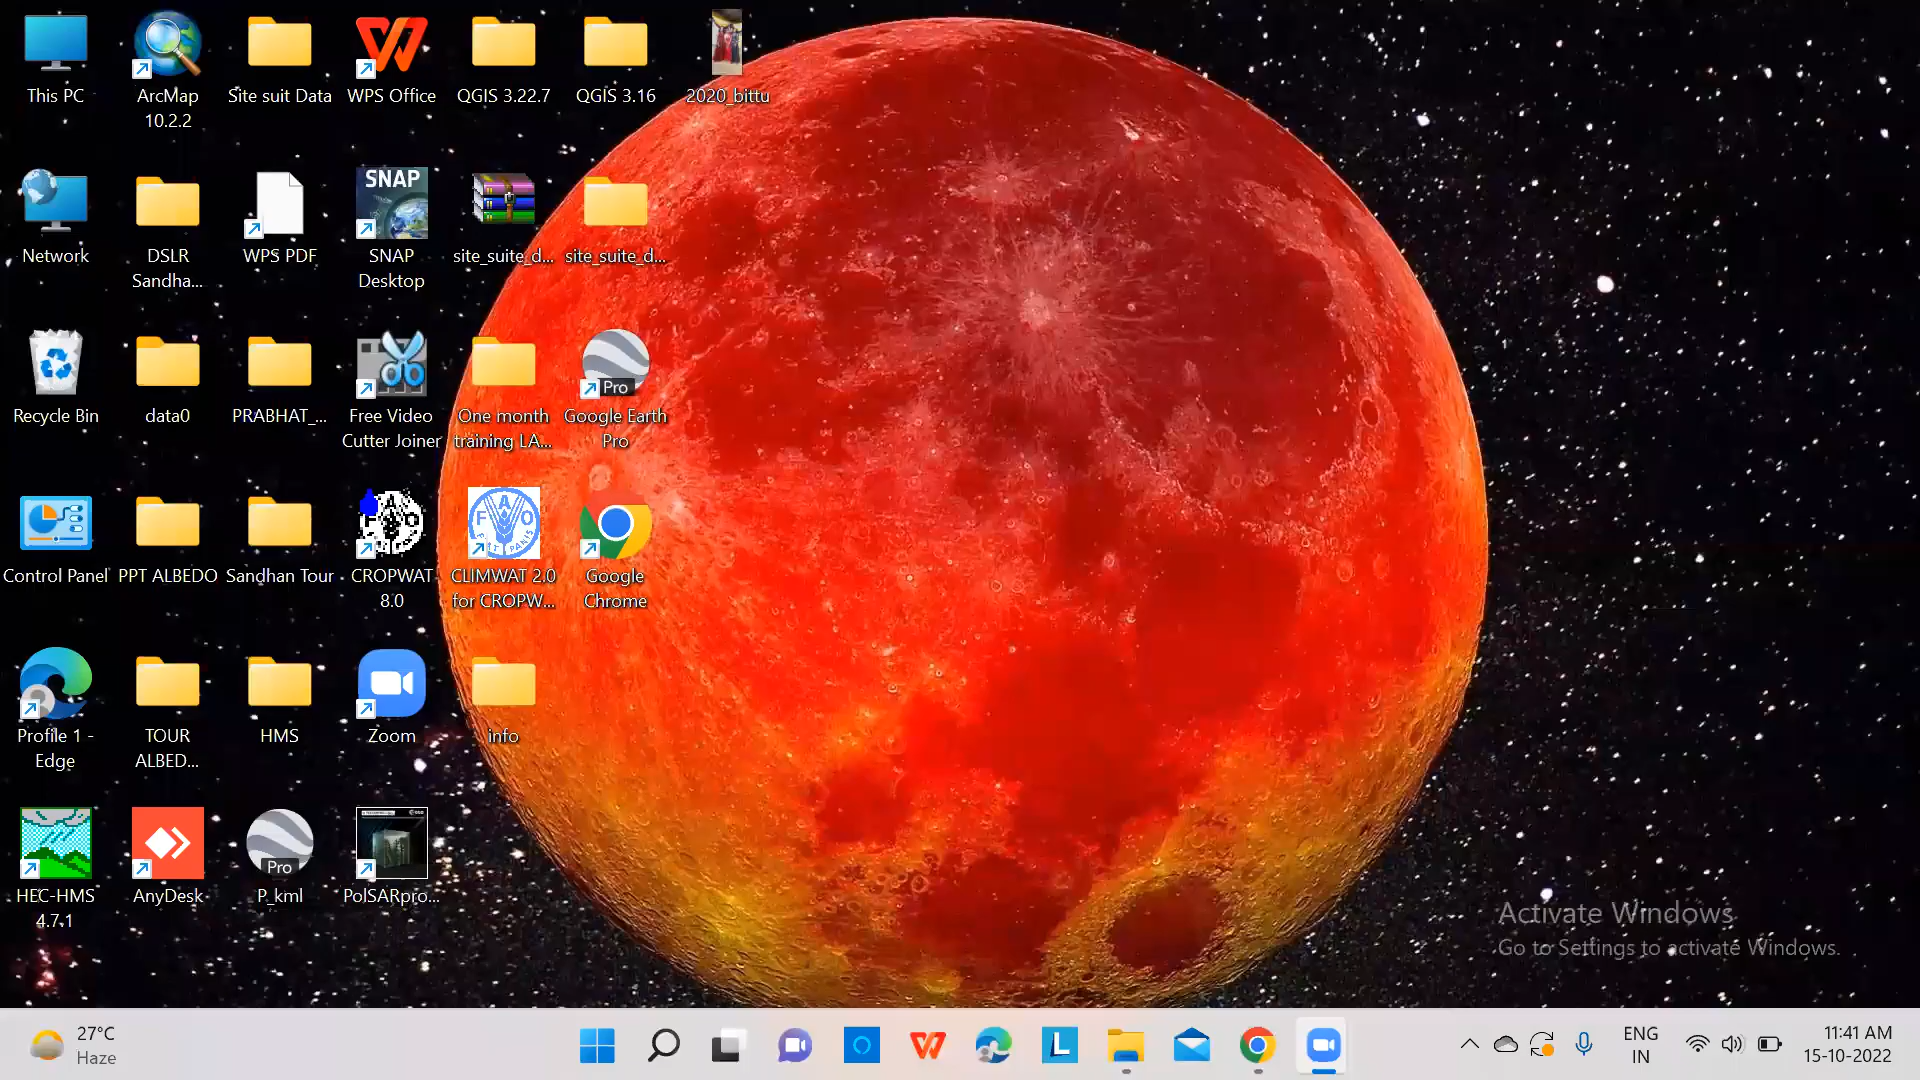 This PC
ArcMap
10.2.2
Site suit Data
WPS Office
QGIS 3.22.7
QGIS 3.16
2020_bittu
Network
DSLR
Sandha...
WPS PDF
SNAP
SNAP
Desktop
site_suite_d...
site_suite_d...
Recycle Bin
data0
PRABHAT_...
Free Video
Cutter Joiner
One month
training LA...
Pro
Google Earth
Pro
Control Panel
PPT ALBEDO
Sandhan Tour
CROPWAT
8.0
F A O
CLIMWAT 2.0
for CROPW...
Google
Chrome
Profile 1 -
Edge
TOUR
ALBED...
HMS
Zoom
info
HEC-HMS
4.7.1
AnyDesk
Pro
P_kml
PolSARpro...
Activate Windows
Go to Settings to activate Windows.
27°C
Haze
ENG
IN
11:41 AM
15-10-2022